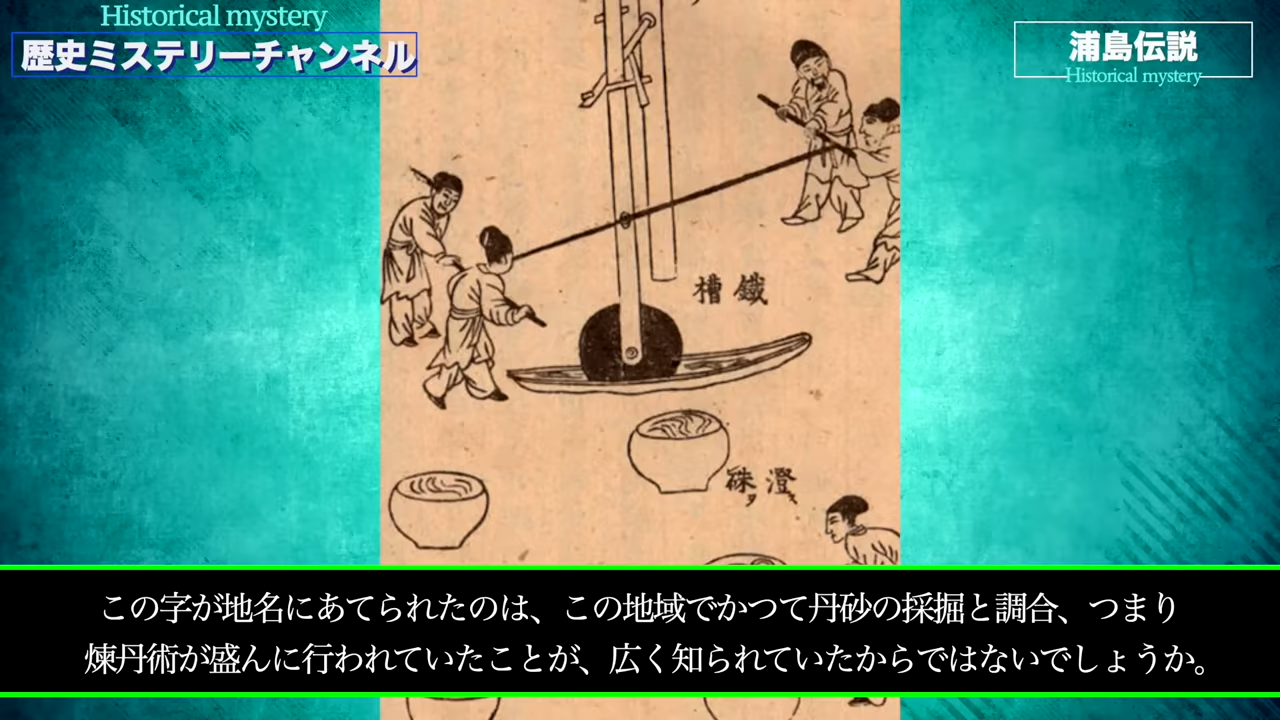 Historical mystery
歴史ミステリーチャンネル
浦島伝説
Historical mystery
鐵槽
澄硃ヲ
この字が地名にあてられたのは、この地域でかつて丹砂の採掘と調合、つまり
煉丹術が盛んに行われていたことが、広く知られていたからではないでしょうか。